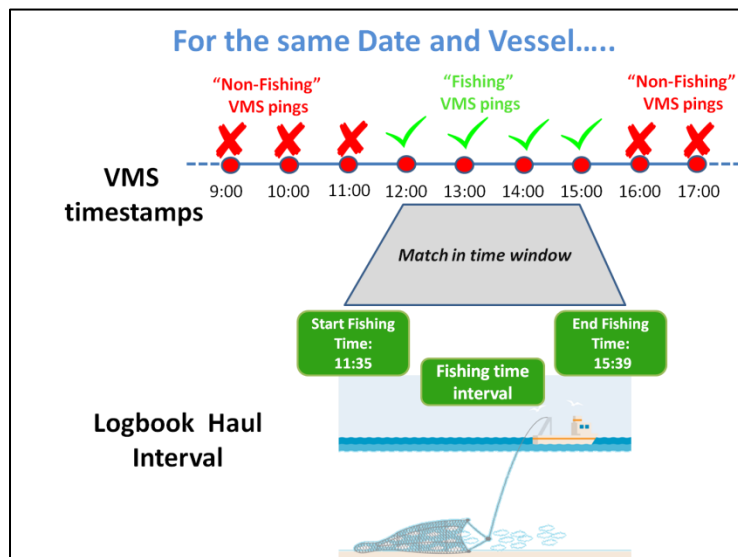 For the same Date and Vessel.....
“Non-Fishing”
VMS pings
“Fishing”
VMS pings
“Non-Fishing”
VMS pings
VMS
timestamps
9:00 10:00 11:00 12:00 13:00 14:00 15:00 16:00 17:00
Match in time window
Start Fishing
Time:
11:35
End Fishing
Time:
15:39
Fishing time
interval
Logbook Haul
Interval